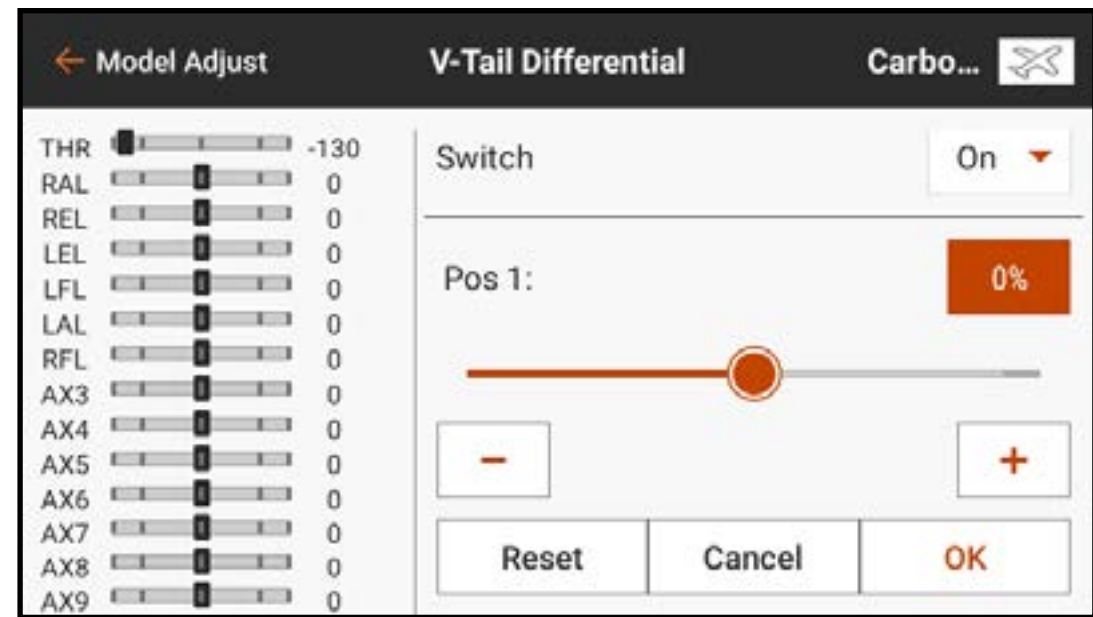 ← Model Adjust V-Tail Differential Carbo...
THR -130
RAL 0
REL 0
LEL 0
LFL 0
LAL 0
RFL 0
AX3 0
AX4 0
AX5 0
AX6 0
AX7 0
AX8 0
AX9 0
Switch On
Pos 1: 0%
− +
Reset Cancel OK